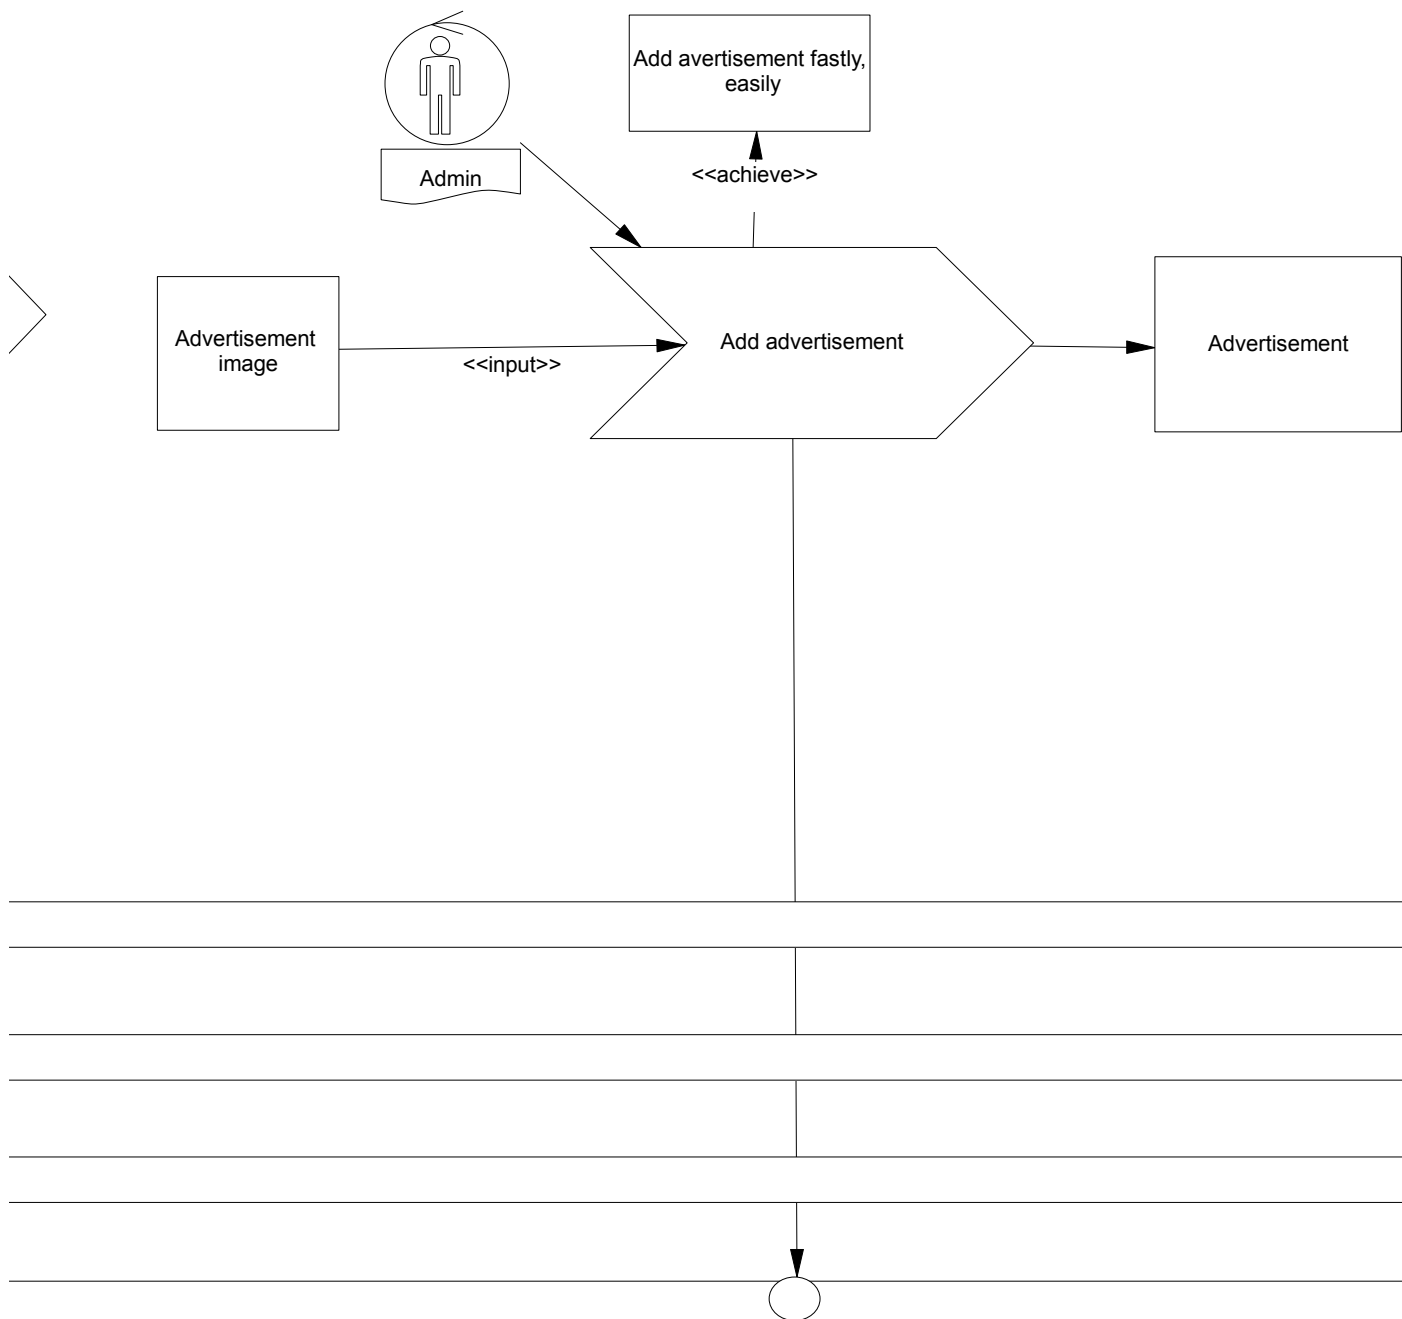 Add avertisement fastly,
easily
Admin
<<achieve>>
Advertisement
image
<<input>>
Add advertisement
Advertisement